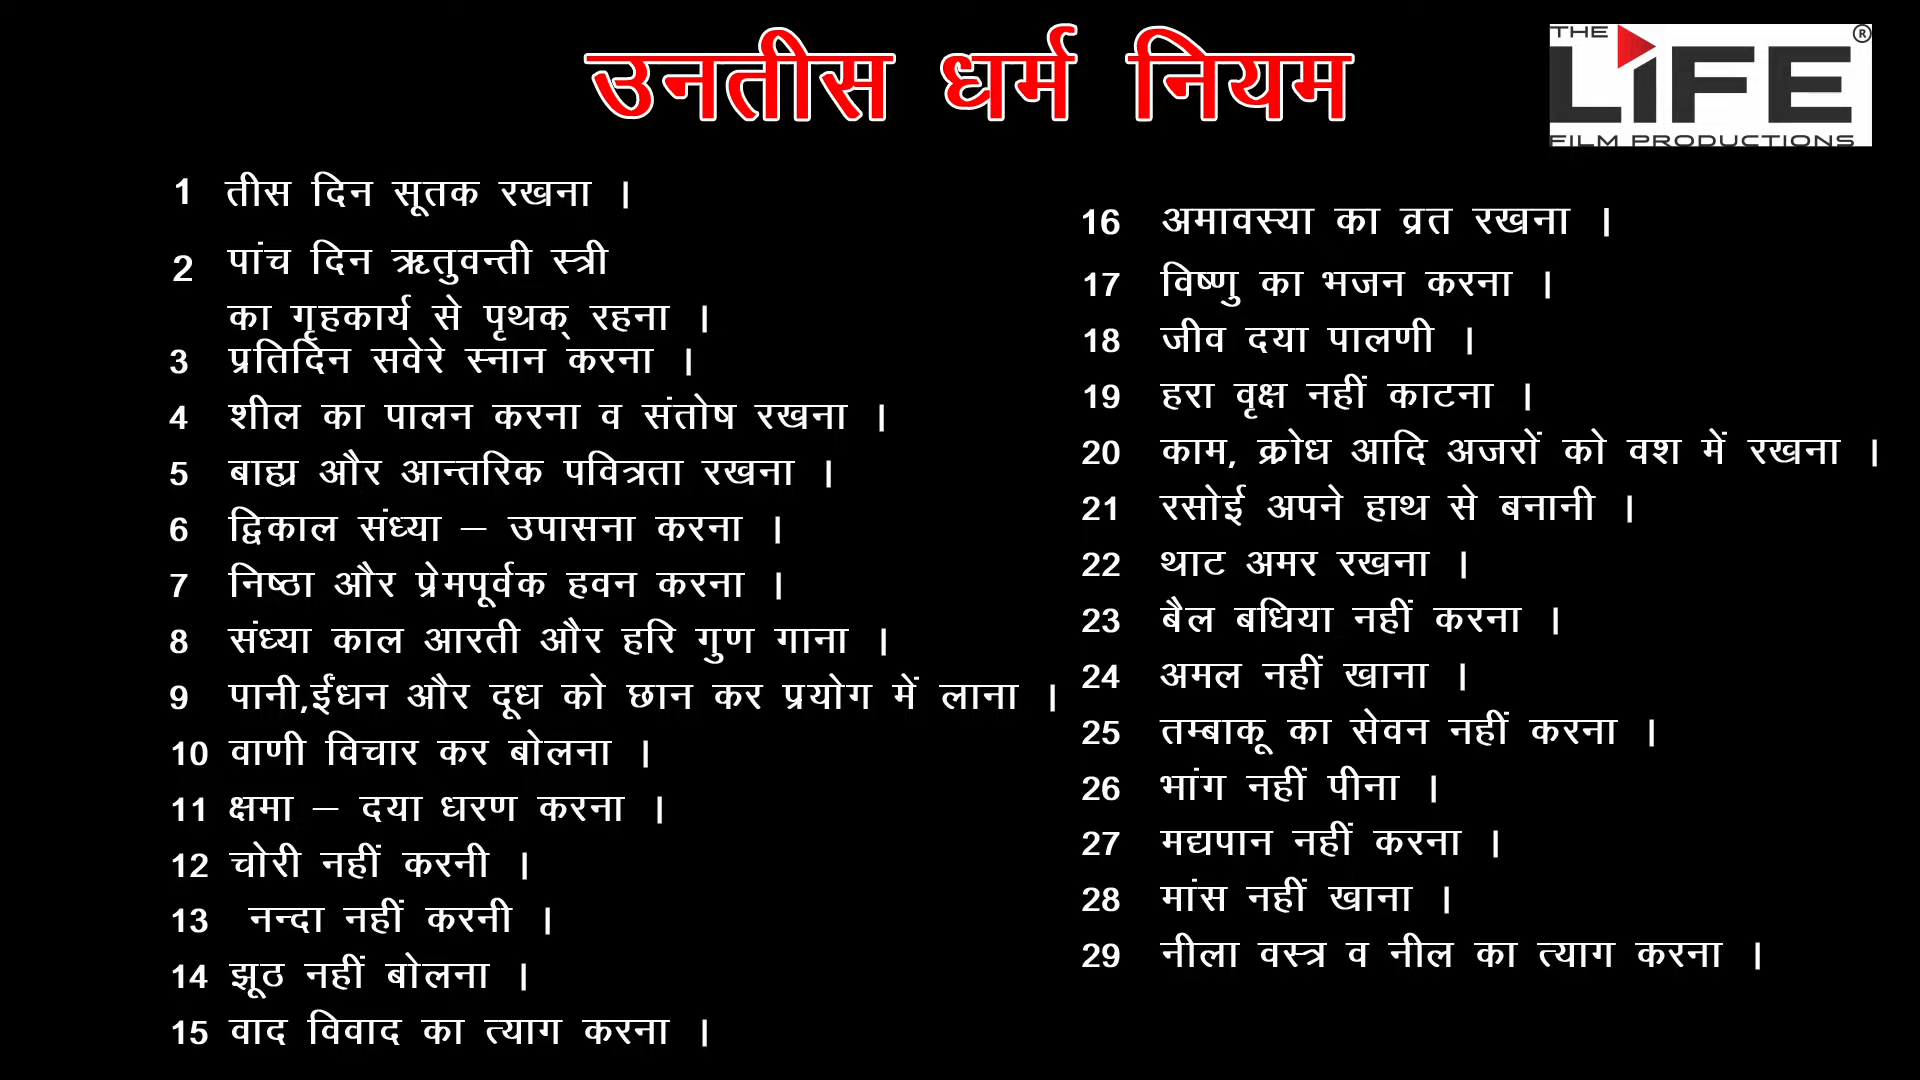 उनतीस धर्म नियम
THE
LIFE ®
FILM PRODUCTIONS
1 तीस दिन सूतक रखना ।
2 पांच दिन ऋतुवन्ती स्त्री
का गृहकार्य से पृथक् रहना ।
3 प्रतिदिन सवेरे स्नान करना ।
4 शील का पालन करना व संतोष रखना ।
5 बाह्य और आन्तरिक पवित्रता रखना ।
6 द्विकाल संध्या – उपासना करना ।
7 निष्ठा और प्रेमपूर्वक हवन करना ।
8 संध्या काल आरती और हरि गुण गाना ।
9 पानी,ईंधन और दूध को छान कर प्रयोग में लाना ।
10 वाणी विचार कर बोलना ।
11 क्षमा – दया धरण करना ।
12 चोरी नहीं करनी ।
13 नन्दा नहीं करनी ।
14 झूठ नहीं बोलना ।
15 वाद विवाद का त्याग करना ।
16 अमावस्या का व्रत रखना ।
17 विष्णु का भजन करना ।
18 जीव दया पालणी ।
19 हरा वृक्ष नहीं काटना ।
20 काम, क्रोध आदि अजरों को वश में रखना ।
21 रसोई अपने हाथ से बनानी ।
22 थाट अमर रखना ।
23 बैल बधिया नहीं करना ।
24 अमल नहीं खाना ।
25 तम्बाकू का सेवन नहीं करना ।
26 भांग नहीं पीना ।
27 मद्यपान नहीं करना ।
28 मांस नहीं खाना ।
29 नीला वस्त्र व नील का त्याग करना ।